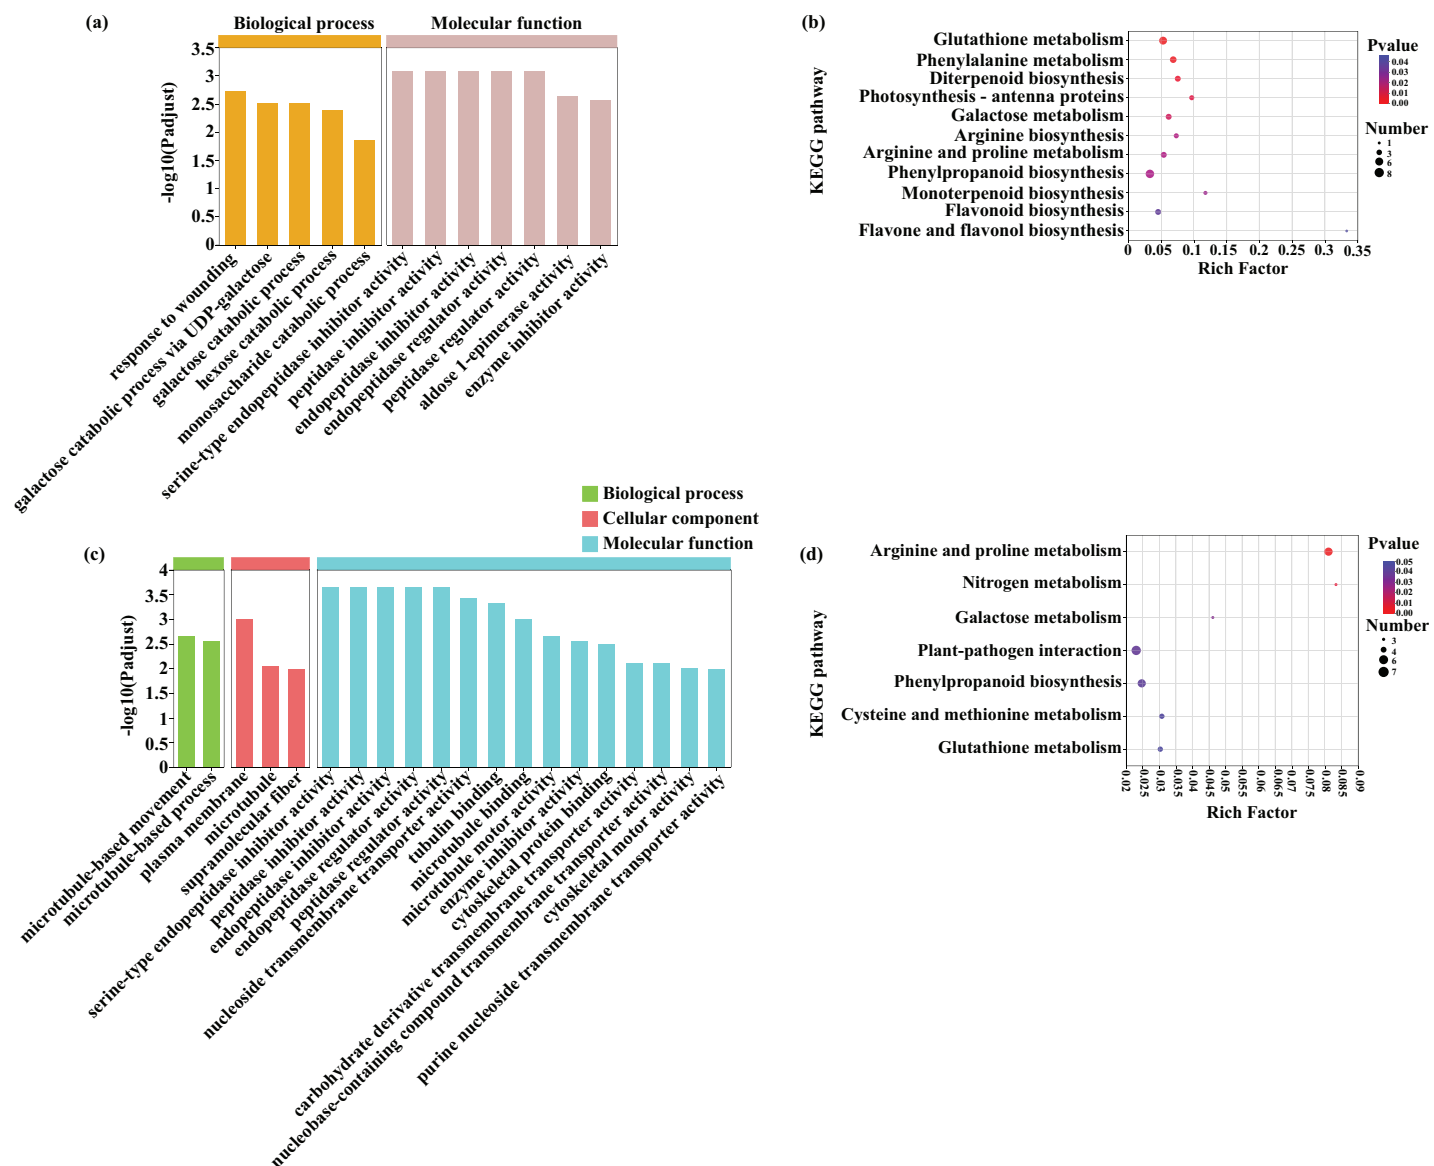 (a)
Biological process
Molecular function
-log10(Padjust)
3.5
3
2.5
2
1.5
1
0.5
0
response to wounding
galactose catabolic process via UDP-galactose
galactose catabolic process
hexose catabolic process
monosaccharide catabolic process
serine-type endopeptidase inhibitor activity
peptidase inhibitor activity
endopeptidase inhibitor activity
endopeptidase regulator activity
peptidase regulator activity
aldose 1-epimerase activity
enzyme inhibitor activity
(b)
KEGG pathway
Glutathione metabolism
Phenylalanine metabolism
Diterpenoid biosynthesis
Photosynthesis - antenna proteins
Galactose metabolism
Arginine biosynthesis
Arginine and proline metabolism
Phenylpropanoid biosynthesis
Monoterpenoid biosynthesis
Flavonoid biosynthesis
Flavone and flavonol biosynthesis
0 0.05 0.1 0.15 0.2 0.25 0.3 0.35
Rich Factor
Pvalue
0.04
0.03
0.02
0.01
0.00
Number
1
3
6
8
Biological process
Cellular component
Molecular function
(c)
-log10(Padjust)
4
3.5
3
2.5
2
1.5
1
0.5
0
microtubule-based movement
microtubule-based process
plasma membrane
microtubule
supramolecular fiber
serine-type endopeptidase inhibitor activity
peptidase inhibitor activity
endopeptidase inhibitor activity
endopeptidase regulator activity
peptidase regulator activity
nucleoside transmembrane transporter activity
tubulin binding
microtubule binding
microtubule motor activity
enzyme inhibitor activity
cytoskeletal protein binding
carbohydrate derivative transmembrane transporter activity
nucleobase-containing compound transmembrane transporter activity
cytoskeletal motor activity
purine nucleoside transmembrane transporter activity
(d)
KEGG pathway
Arginine and proline metabolism
Nitrogen metabolism
Galactose metabolism
Plant-pathogen interaction
Phenylpropanoid biosynthesis
Cysteine and methionine metabolism
Glutathione metabolism
0.02 0.025 0.03 0.035 0.04 0.045 0.05 0.055 0.06 0.065 0.07 0.075 0.08 0.085 0.09
Rich Factor
Pvalue
0.05
0.04
0.03
0.02
0.01
0.00
Number
3
4
6
7